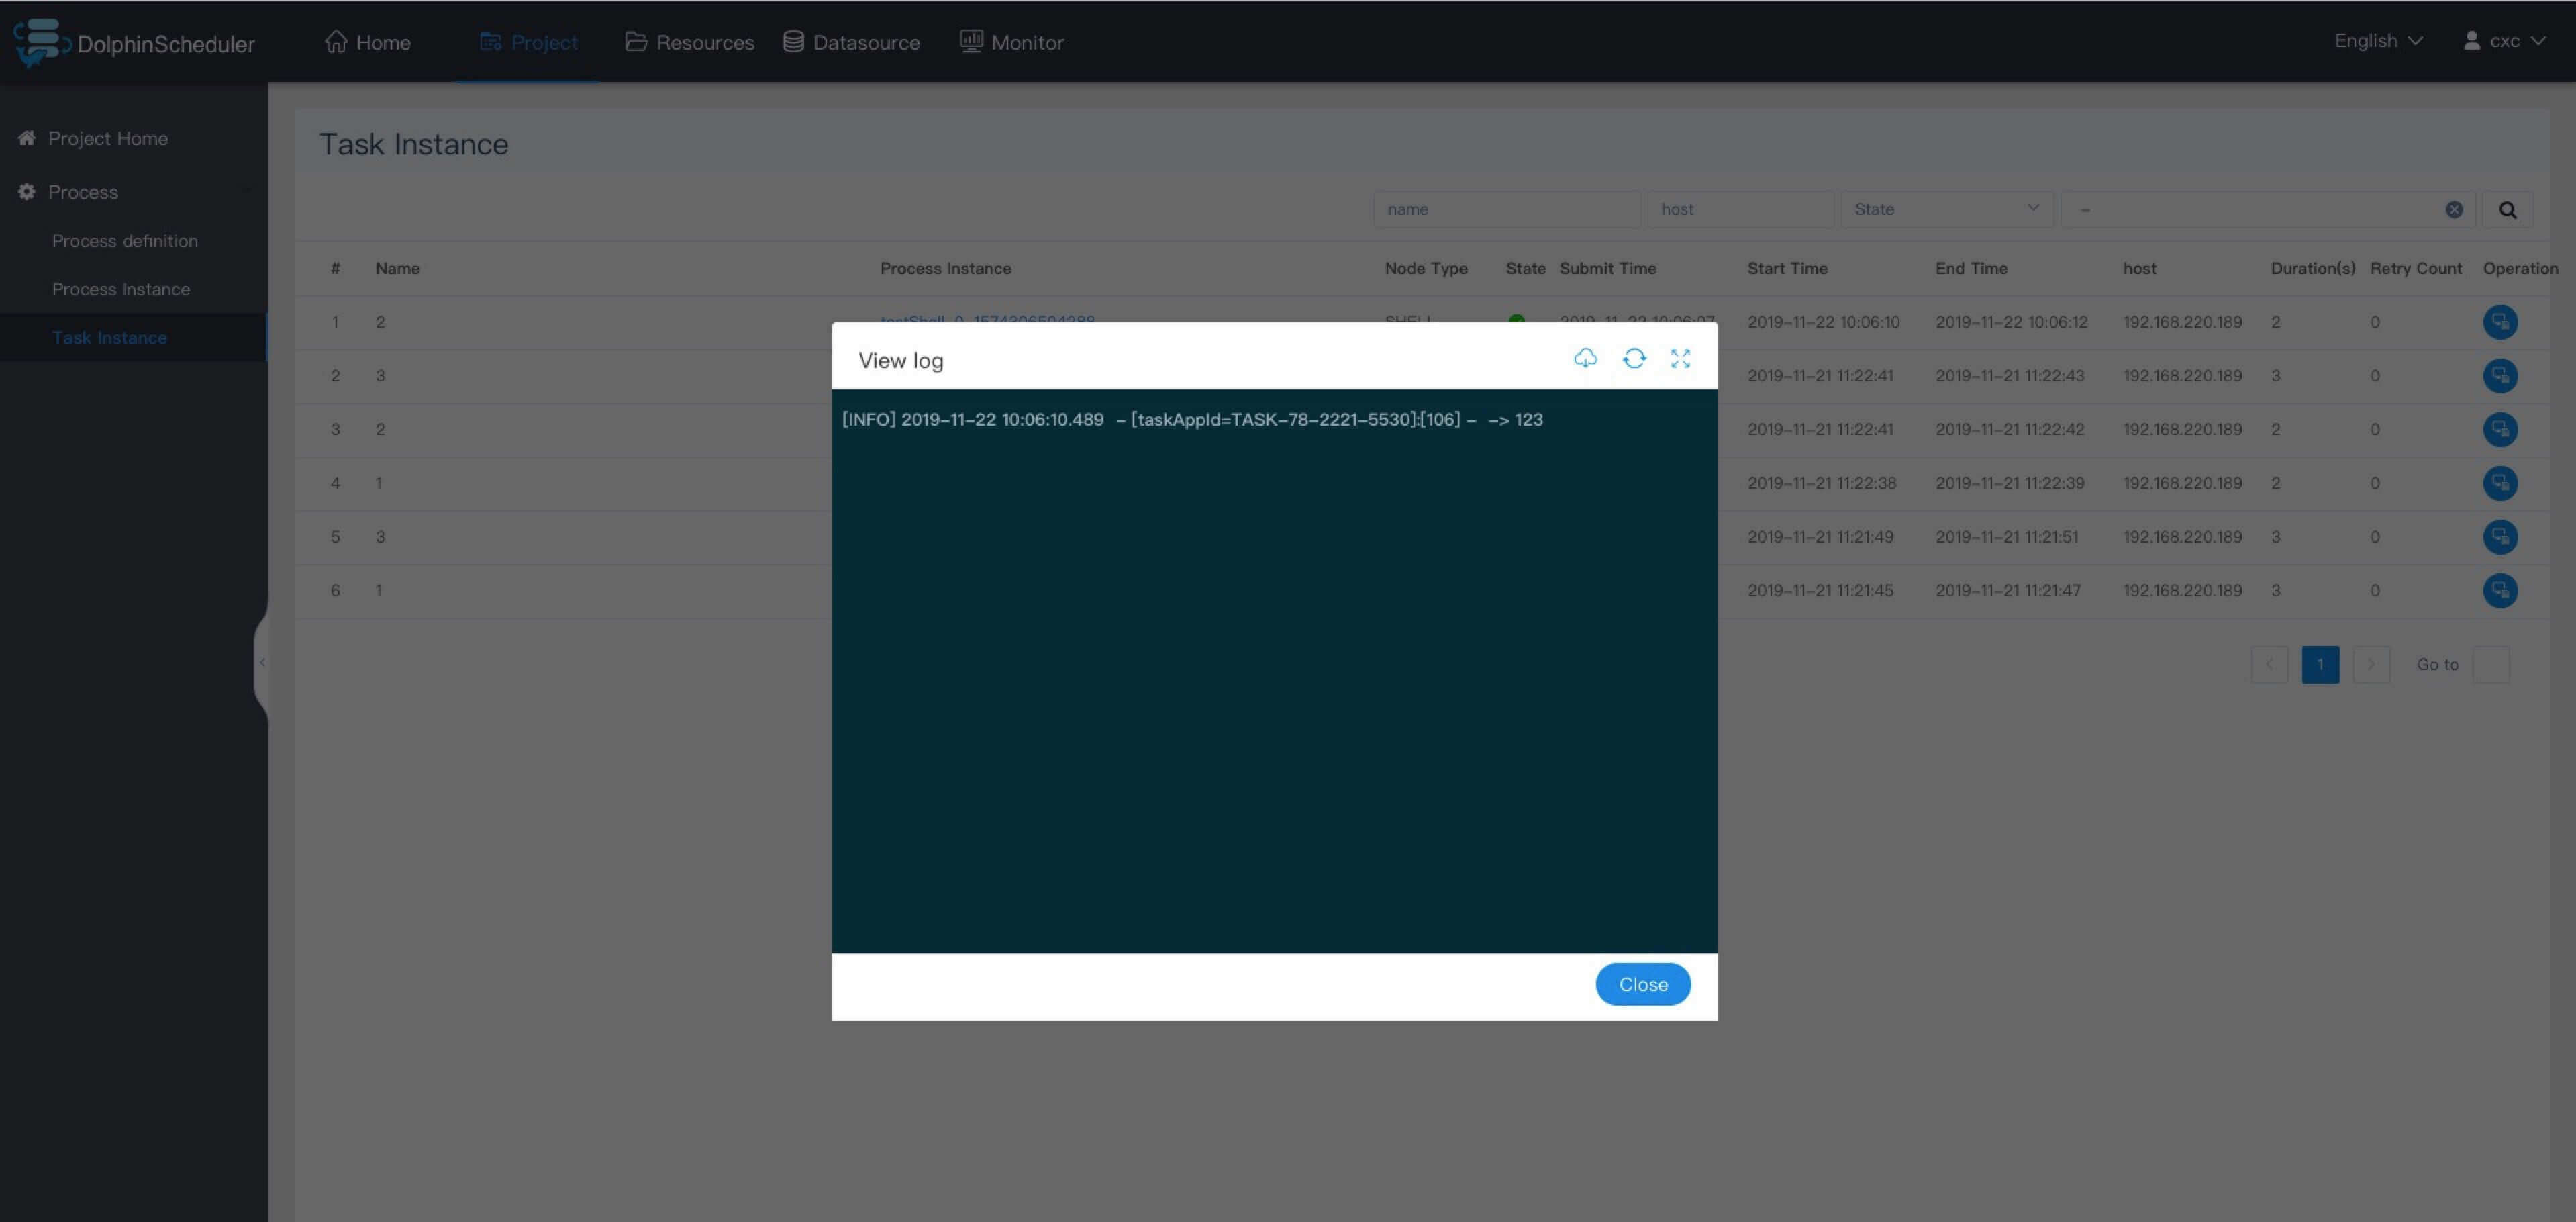 DolphinScheduler Home Project Resources Datasource Monitor English cxc
Project Home
Process
Process definition
Process Instance
Task Instance
Task Instance
name host State –
# Name Process Instance Node Type State Submit Time Start Time End Time host Duration(s) Retry Count Operation
1 2 testShell-0-1574306504288 SHELL 2019-11-22 10:06:07 2019-11-22 10:06:10 2019-11-22 10:06:12 192.168.220.189 2 0
2 3 2019-11-21 11:22:41 2019-11-21 11:22:43 192.168.220.189 3 0
3 2 2019-11-21 11:22:41 2019-11-21 11:22:42 192.168.220.189 2 0
4 1 2019-11-21 11:22:38 2019-11-21 11:22:39 192.168.220.189 2 0
5 3 2019-11-21 11:21:49 2019-11-21 11:21:51 192.168.220.189 3 0
6 1 2019-11-21 11:21:45 2019-11-21 11:21:47 192.168.220.189 3 0
1 Go to
View log
[INFO] 2019-11-22 10:06:10.489 - [taskAppId=TASK-78-2221-5530]:[106] - -> 123
Close